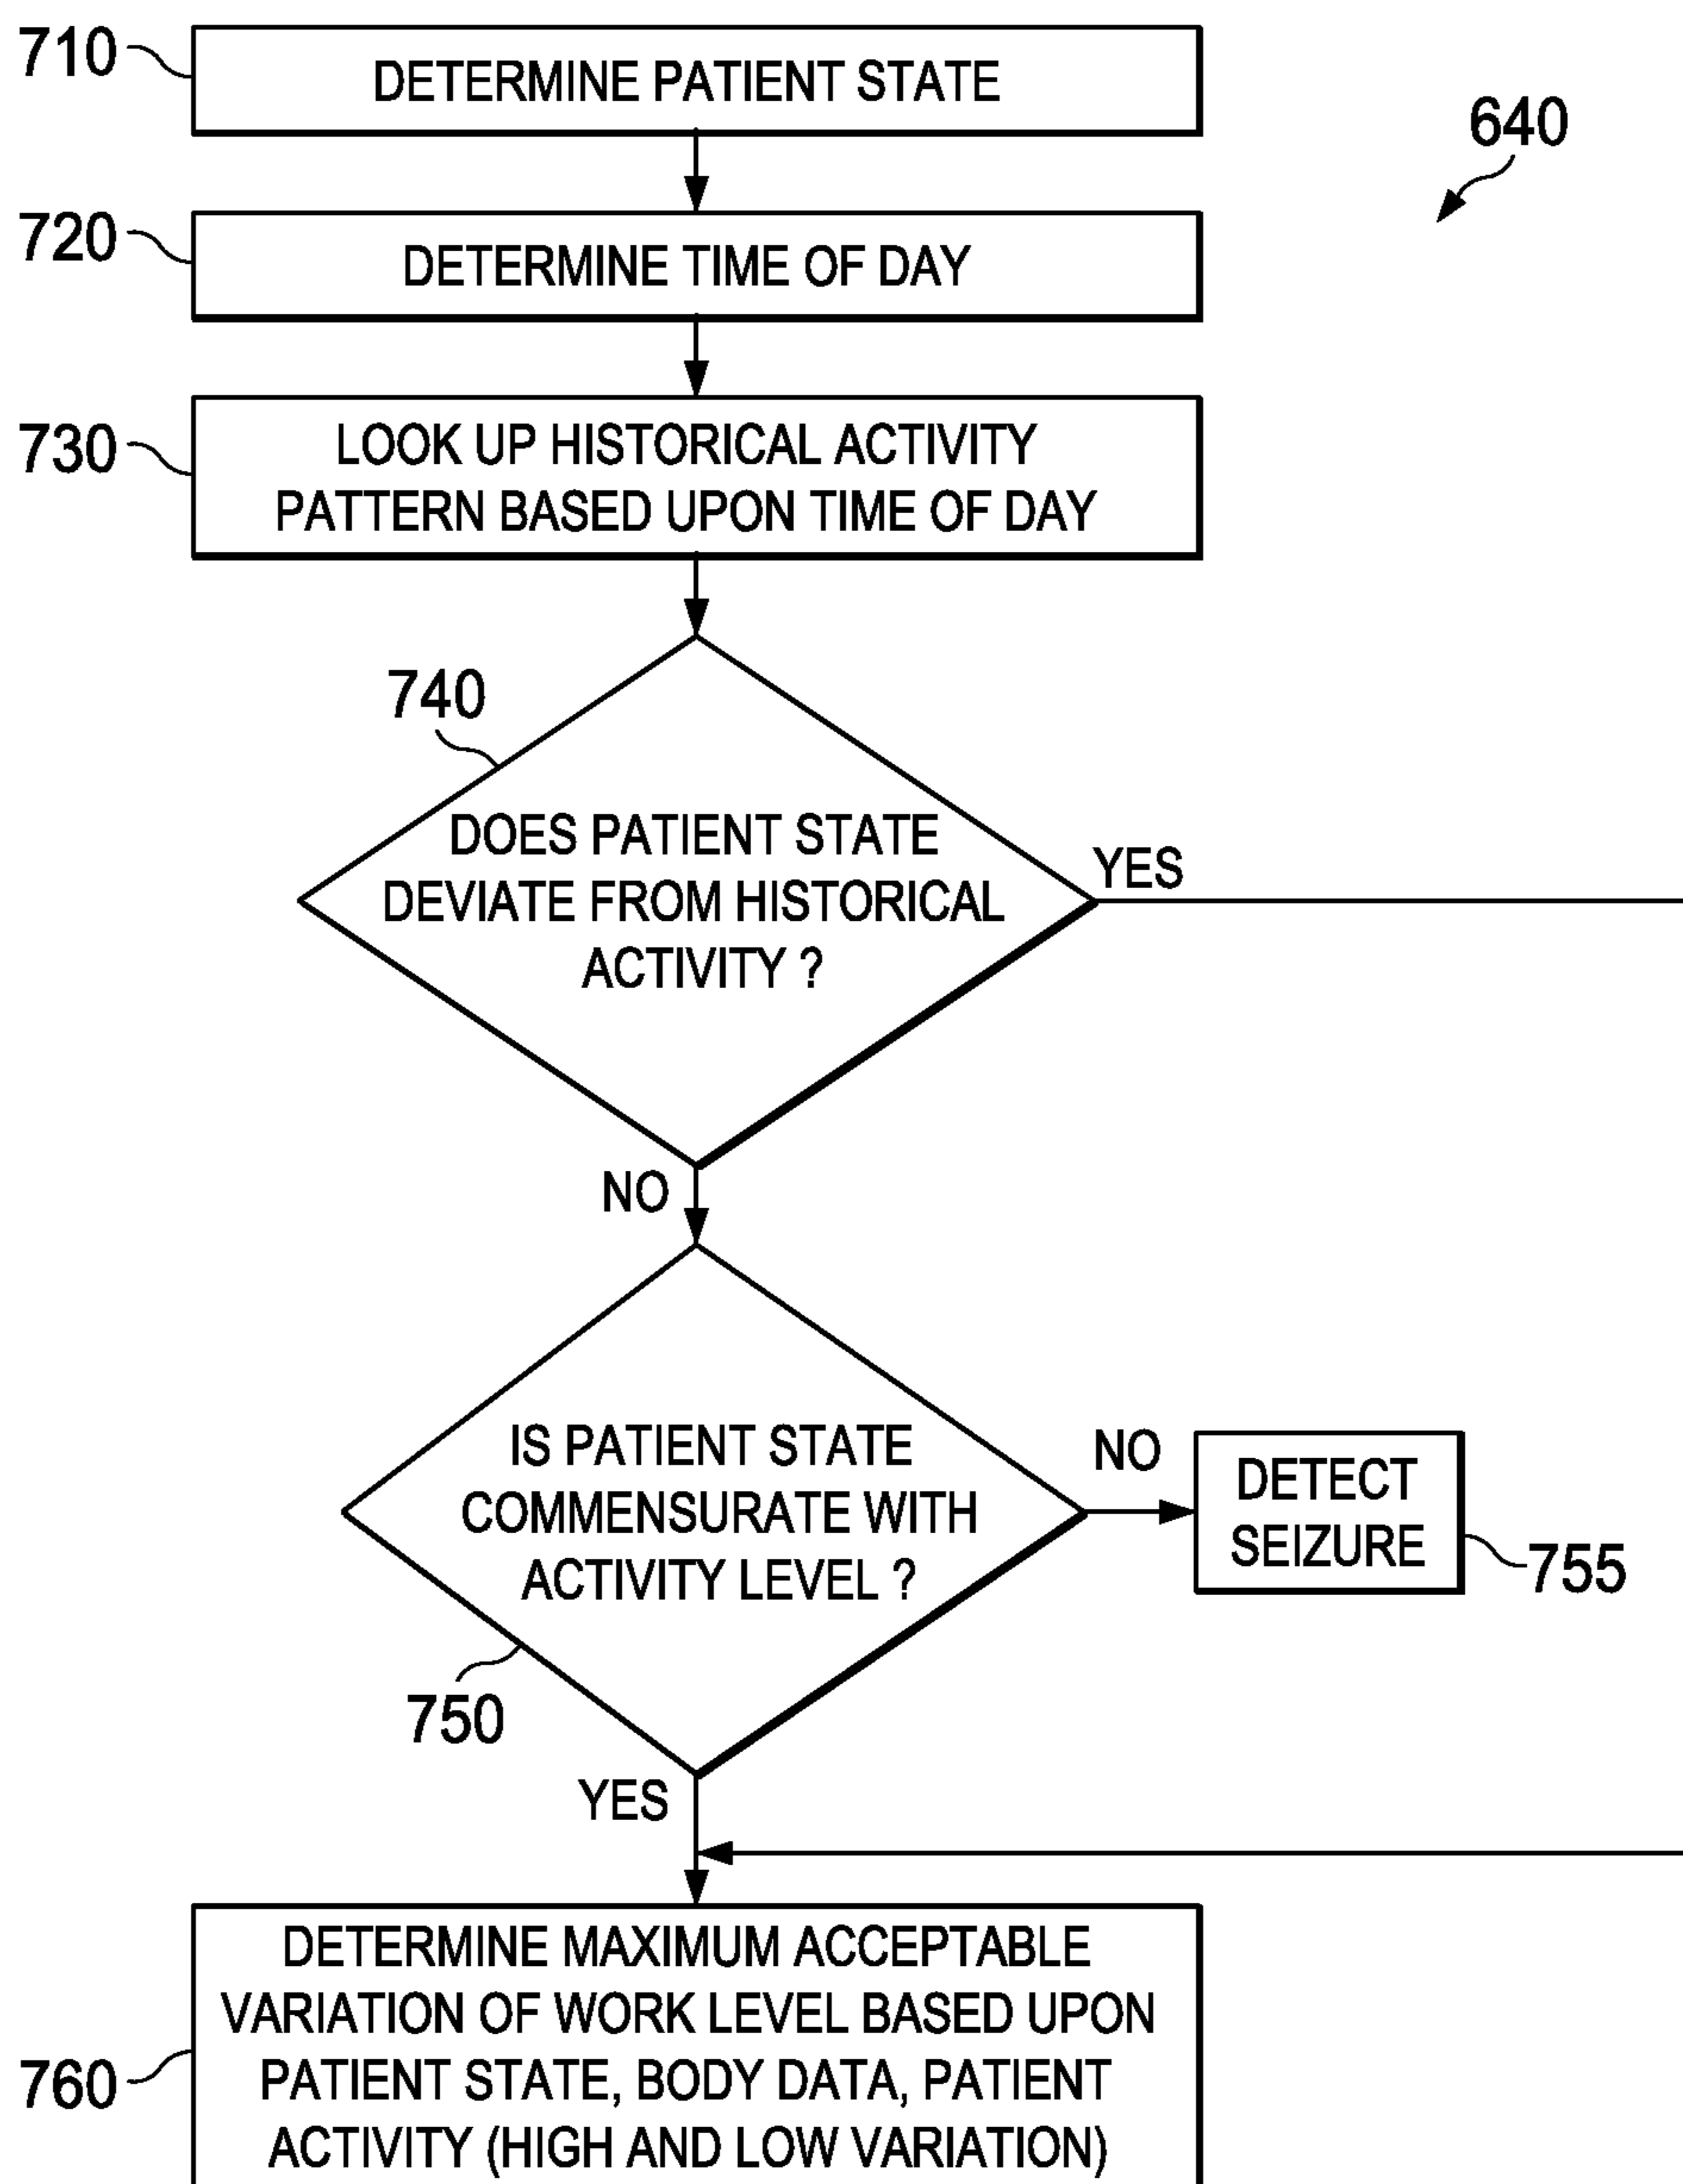 710
DETERMINE PATIENT STATE
640
720
DETERMINE TIME OF DAY
730
LOOK UP HISTORICAL ACTIVITY
PATTERN BASED UPON TIME OF DAY
740
DOES PATIENT STATE
DEVIATE FROM HISTORICAL
ACTIVITY ?
YES
NO
IS PATIENT STATE
COMMENSURATE WITH
ACTIVITY LEVEL ?
NO
DETECT
SEIZURE
755
750
YES
760
DETERMINE MAXIMUM ACCEPTABLE
VARIATION OF WORK LEVEL BASED UPON
PATIENT STATE, BODY DATA, PATIENT
ACTIVITY (HIGH AND LOW VARIATION)